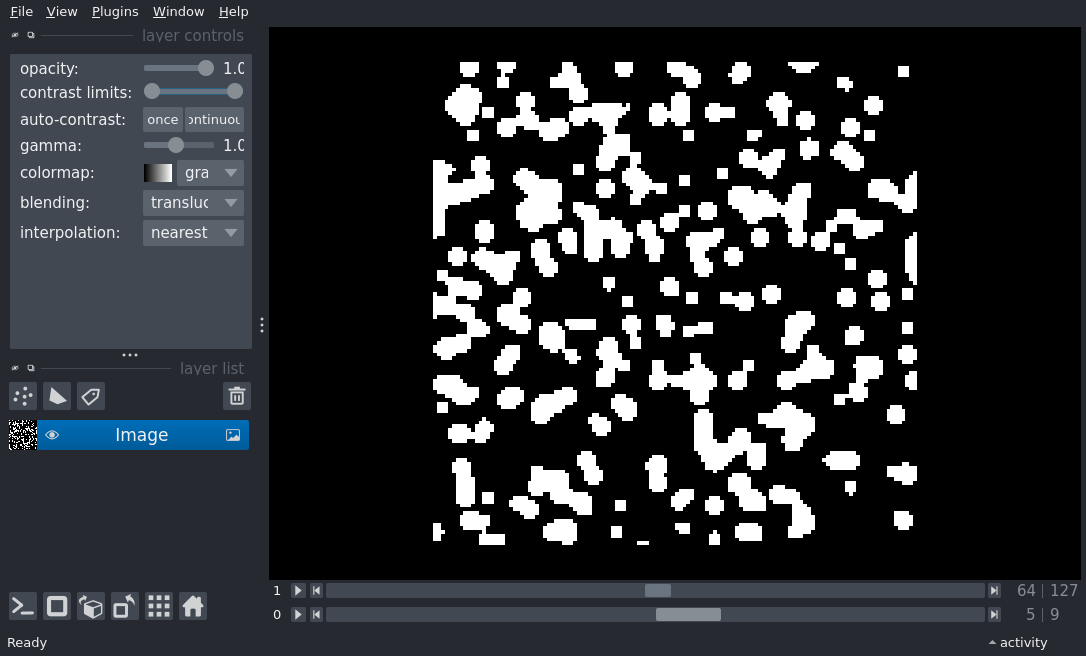 File View Plugins Window Help
layer controls
opacity: 1.0
contrast limits:
auto-contrast: once ontinuou
gamma: 1.0
colormap: gra
blending: transluc
interpolation: nearest
layer list
Image
1 64 | 127
0 5 | 9
Ready activity